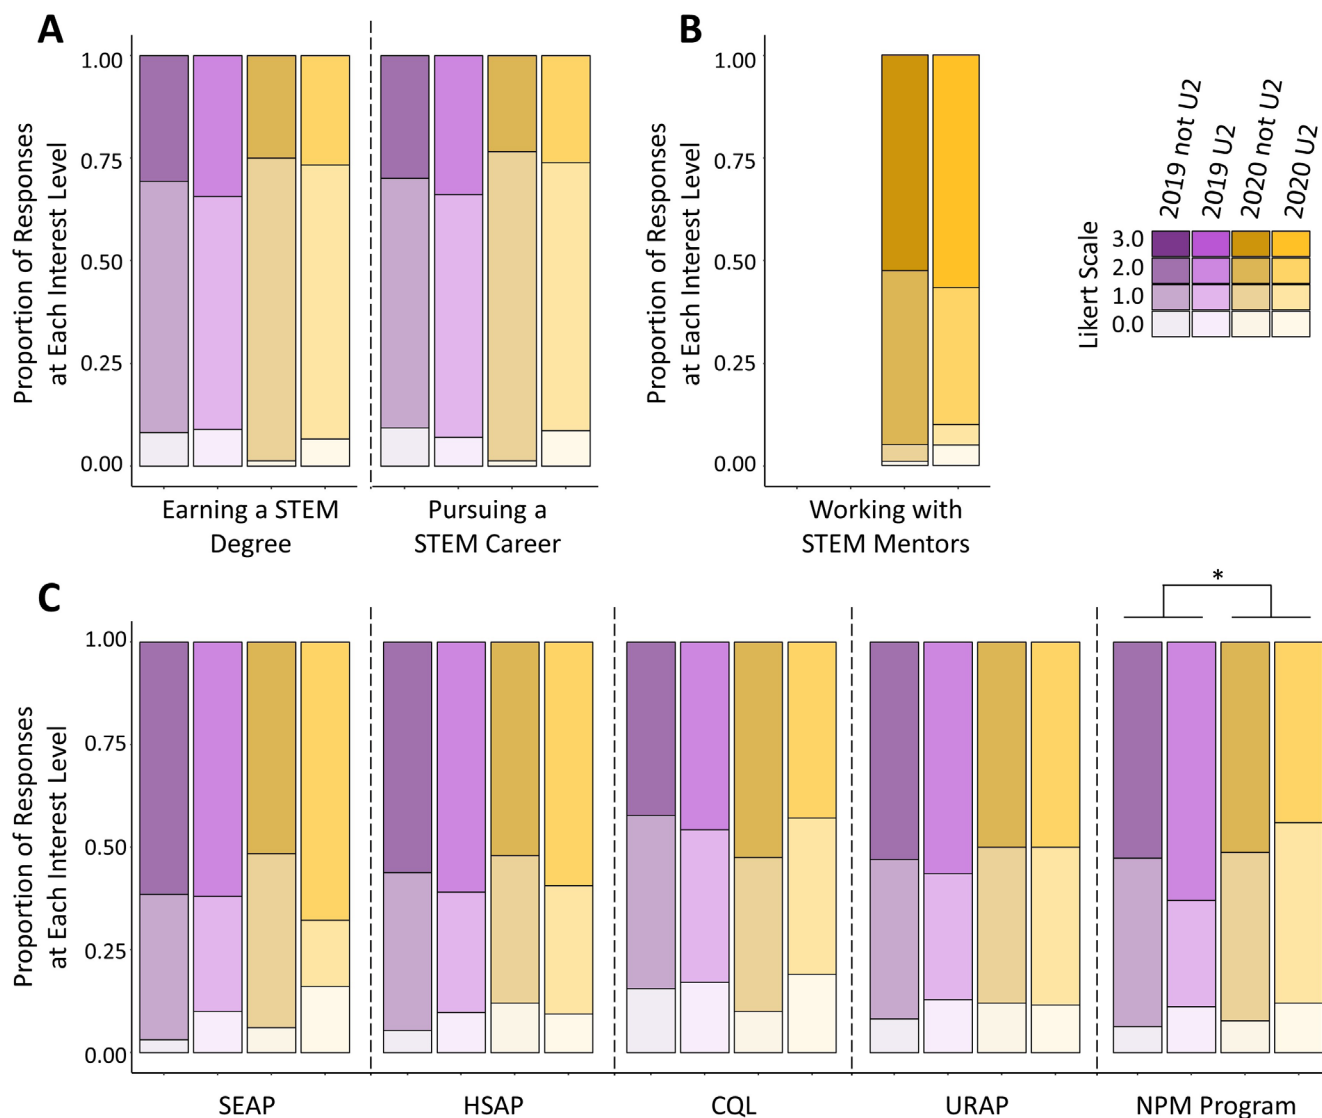 A
Proportion of Responses
at Each Interest Level
1.00
0.75
0.50
0.25
0.00
Earning a STEM
Degree
Pursuing a
STEM Career
B
Proportion of Responses
at Each Interest Level
1.00
0.75
0.50
0.25
0.00
Working with
STEM Mentors
2019 not U2
2019 U2
2020 not U2
2020 U2
Likert Scale
3.0
2.0
1.0
0.0
C
Proportion of Responses
at Each Interest Level
1.00
0.75
0.50
0.25
0.00
*
SEAP
HSAP
CQL
URAP
NPM Program